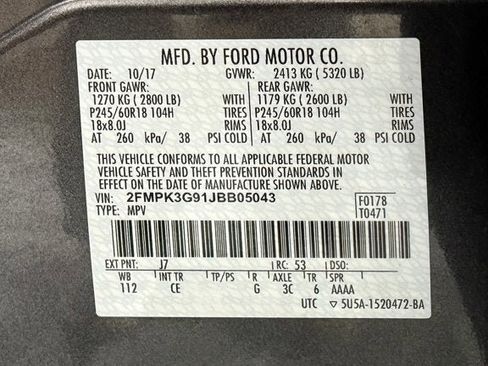 MFD. BY FORD MOTOR CO.
DATE: 10/17 GVWR: 2413 KG ( 5320 LB)
FRONT GAWR: REAR GAWR:
1270 KG ( 2800 LB) WITH 1179 KG ( 2600 LB) WITH
P245/60R18 104H TIRES P245/60R18 104H TIRES
18x8.0J RIMS 18x8.0J RIMS
AT 260 kPa/ 38 PSI COLD AT 260 kPa/ 38 PSI COLD
THIS VEHICLE CONFORMS TO ALL APPLICABLE FEDERAL MOTOR
VEHICLE SAFETY AND THEFT PREVENTION STANDARDS IN
EFFECT ON THE DATE OF MANUFACTURE SHOWN ABOVE.
VIN: 2FMPK3G91JBB05043 F0178
TYPE: MPV T0471
EXT PNT: J7 RC: 53 DSO:
WB INT TR TP/PS R AXLE TR SPR
112 CE G 3C 6 AAAA
UTC ▽ 5U5A-1520472-BA